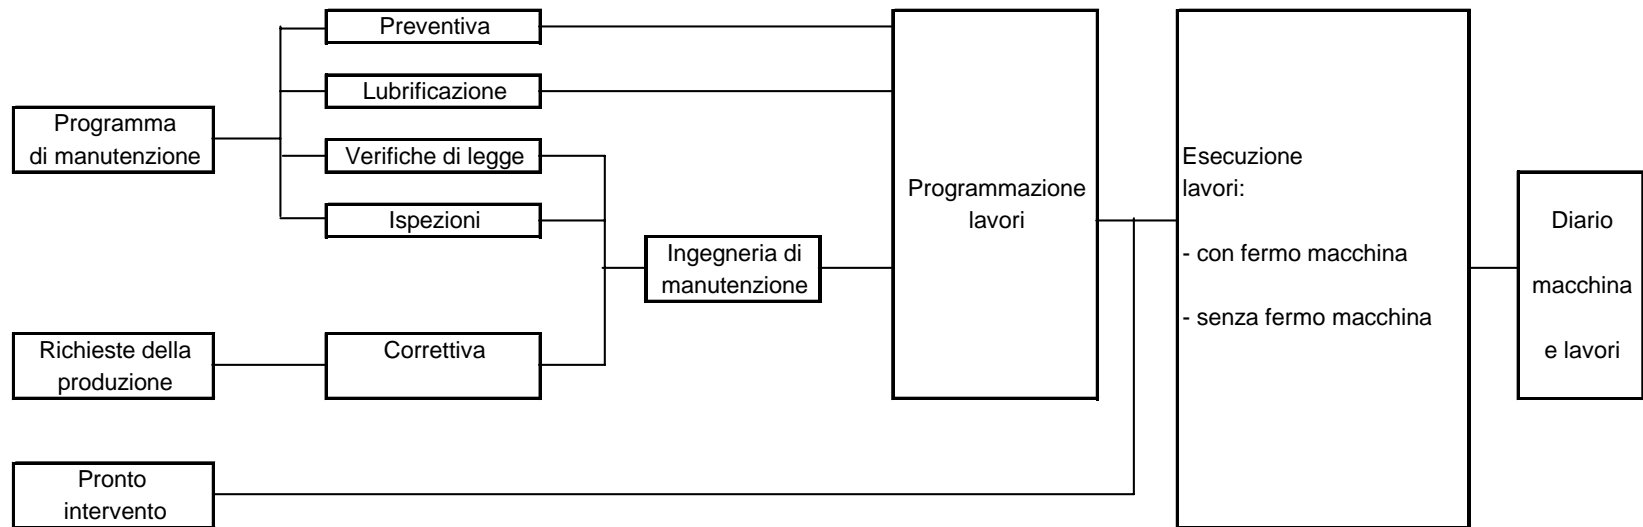 Preventiva
Lubrificazione
Programma
di manutenzione
Verifiche di legge
Ispezioni
Ingegneria di
manutenzione
Richieste della
produzione
Correttiva
Pronto
intervento
Programmazione
lavori
Esecuzione
lavori:
- con fermo macchina
- senza fermo macchina
Diario
macchina
e lavori